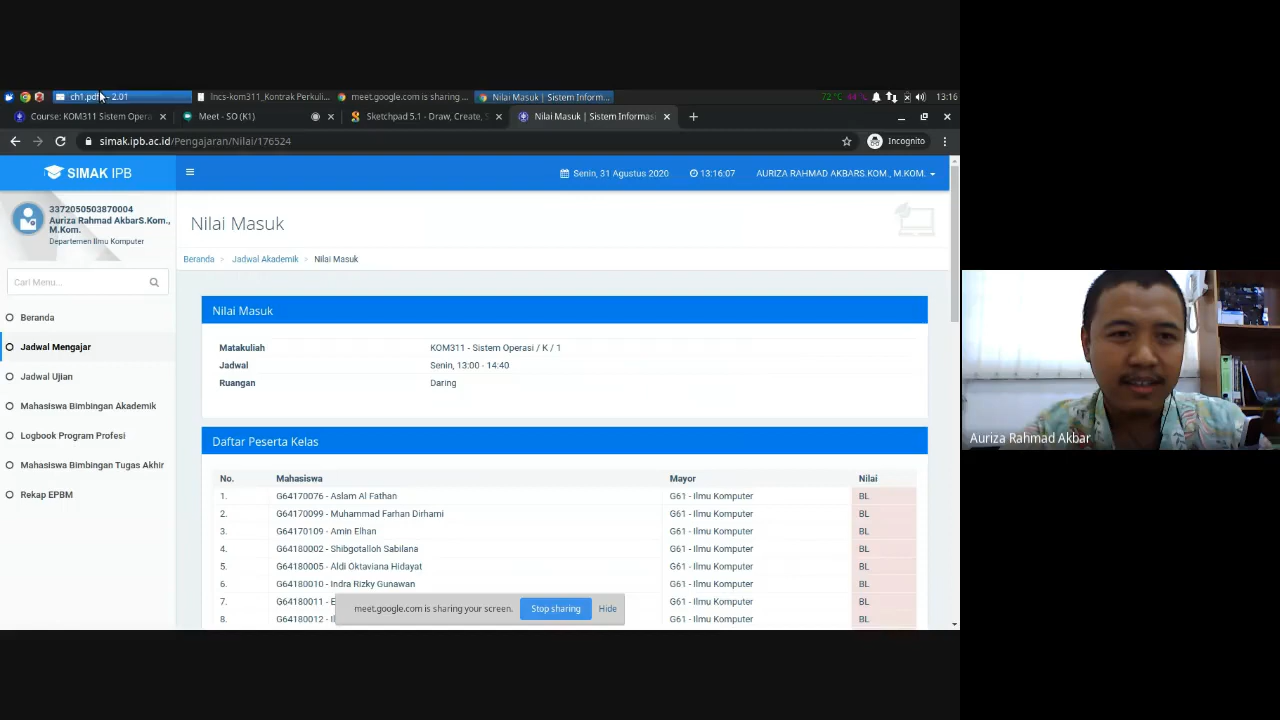 ch1.pdf - 2.01
lncs-kom311_Kontrak Perkuli...
meet.google.com is sharing ...
Nilai Masuk | Sistem Inform...
72 °C
44 %
13:16
Course: KOM311 Sistem Opera
Meet - SO (K1)
Sketchpad 5.1 - Draw, Create, S
Nilai Masuk | Sistem Informasi
simak.ipb.ac.id/Pengajaran/Nilai/176524
Incognito
SIMAK IPB
Senin, 31 Agustus 2020
13:16:07
AURIZA RAHMAD AKBARS.KOM., M.KOM.
3372050503870004
Auriza Rahmad AkbarS.Kom.,
M.Kom.
Departemen Ilmu Komputer
Cari Menu...
Beranda
Jadwal Mengajar
Jadwal Ujian
Mahasiswa Bimbingan Akademik
Logbook Program Profesi
Mahasiswa Bimbingan Tugas Akhir
Rekap EPBM
Nilai Masuk
Beranda > Jadwal Akademik > Nilai Masuk
Nilai Masuk
Matakuliah KOM311 - Sistem Operasi / K / 1
Jadwal Senin, 13:00 - 14:40
Ruangan Daring
Daftar Peserta Kelas
No. Mahasiswa Mayor Nilai
1. G64170076 - Aslam Al Fathan G61 - Ilmu Komputer BL
2. G64170099 - Muhammad Farhan Dirhami G61 - Ilmu Komputer BL
3. G64170109 - Amin Elhan G61 - Ilmu Komputer BL
4. G64180002 - Shibgotalloh Sabilana G61 - Ilmu Komputer BL
5. G64180005 - Aldi Oktaviana Hidayat G61 - Ilmu Komputer BL
6. G64180010 - Indra Rizky Gunawan G61 - Ilmu Komputer BL
7. G64180011 - E G61 - Ilmu Komputer BL
8. G64180012 - G61 - Ilmu Komputer BL
meet.google.com is sharing your screen.
Stop sharing
Hide
Auriza Rahmad Akbar